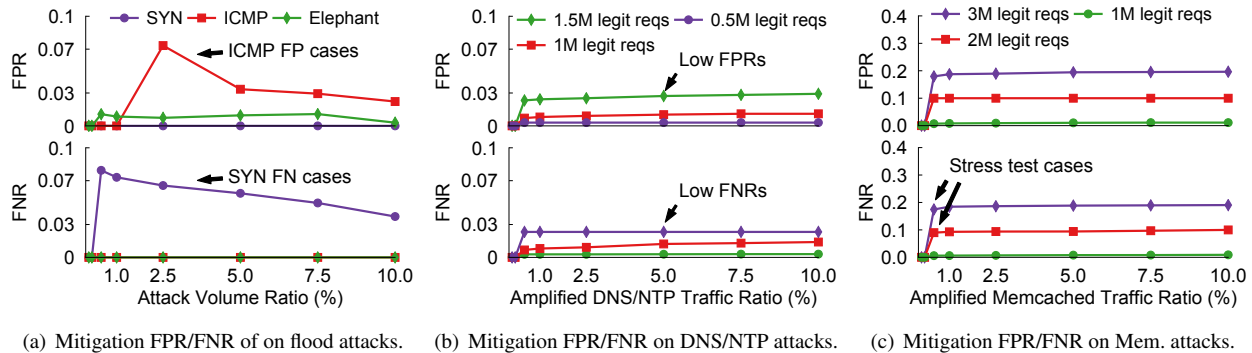 SYN ICMP Elephant
0.1
0.07
0.03
0
FPR
ICMP FP cases
0.1
0.07
0.03
0
FNR
SYN FN cases
1.0 2.5 5.0 7.5 10.0
Attack Volume Ratio (%)
(a) Mitigation FPR/FNR of on flood attacks.
1.5M legit reqs 0.5M legit reqs
1M legit reqs
0.1
0.07
0.03
0
FPR
Low FPRs
0.1
0.07
0.03
0
FNR
Low FNRs
1.0 2.5 5.0 7.5 10.0
Amplified DNS/NTP Traffic Ratio (%)
(b) Mitigation FPR/FNR on DNS/NTP attacks.
3M legit reqs 1M legit reqs
2M legit reqs
0.4
0.3
0.2
0.1
0.0
FPR
0.4
0.3
0.2
0.1
0.0
FNR
Stress test cases
1.0 2.5 5.0 7.5 10.0
Amplified Memcached Traffic Ratio (%)
(c) Mitigation FPR/FNR on Mem. attacks.